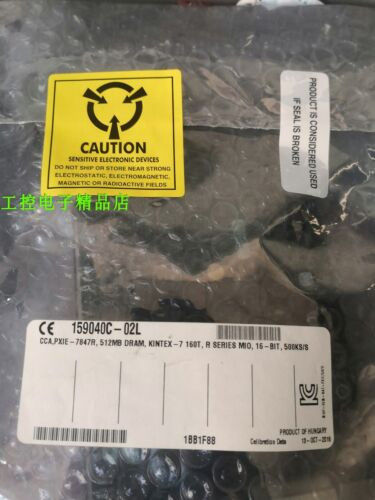 CAUTION
SENSITIVE ELECTRONIC DEVICES
DO NOT SHIP OR STORE NEAR STRONG
ELECTROSTATIC, ELECTROMAGNETIC,
MAGNETIC OR RADIOACTIVE FIELDS
PRODUCT IS CONSIDERED USED
IF SEAL IS BROKEN
工控电子精品店
CE 159040C-02L
CCA,PXIE-7847R, 512MB DRAM, KINTEX-7 160T, R SERIES MIO, 16-BIT, 500KS/S
1BB1F88
PRODUCT OF HUNGARY
Calibration Date